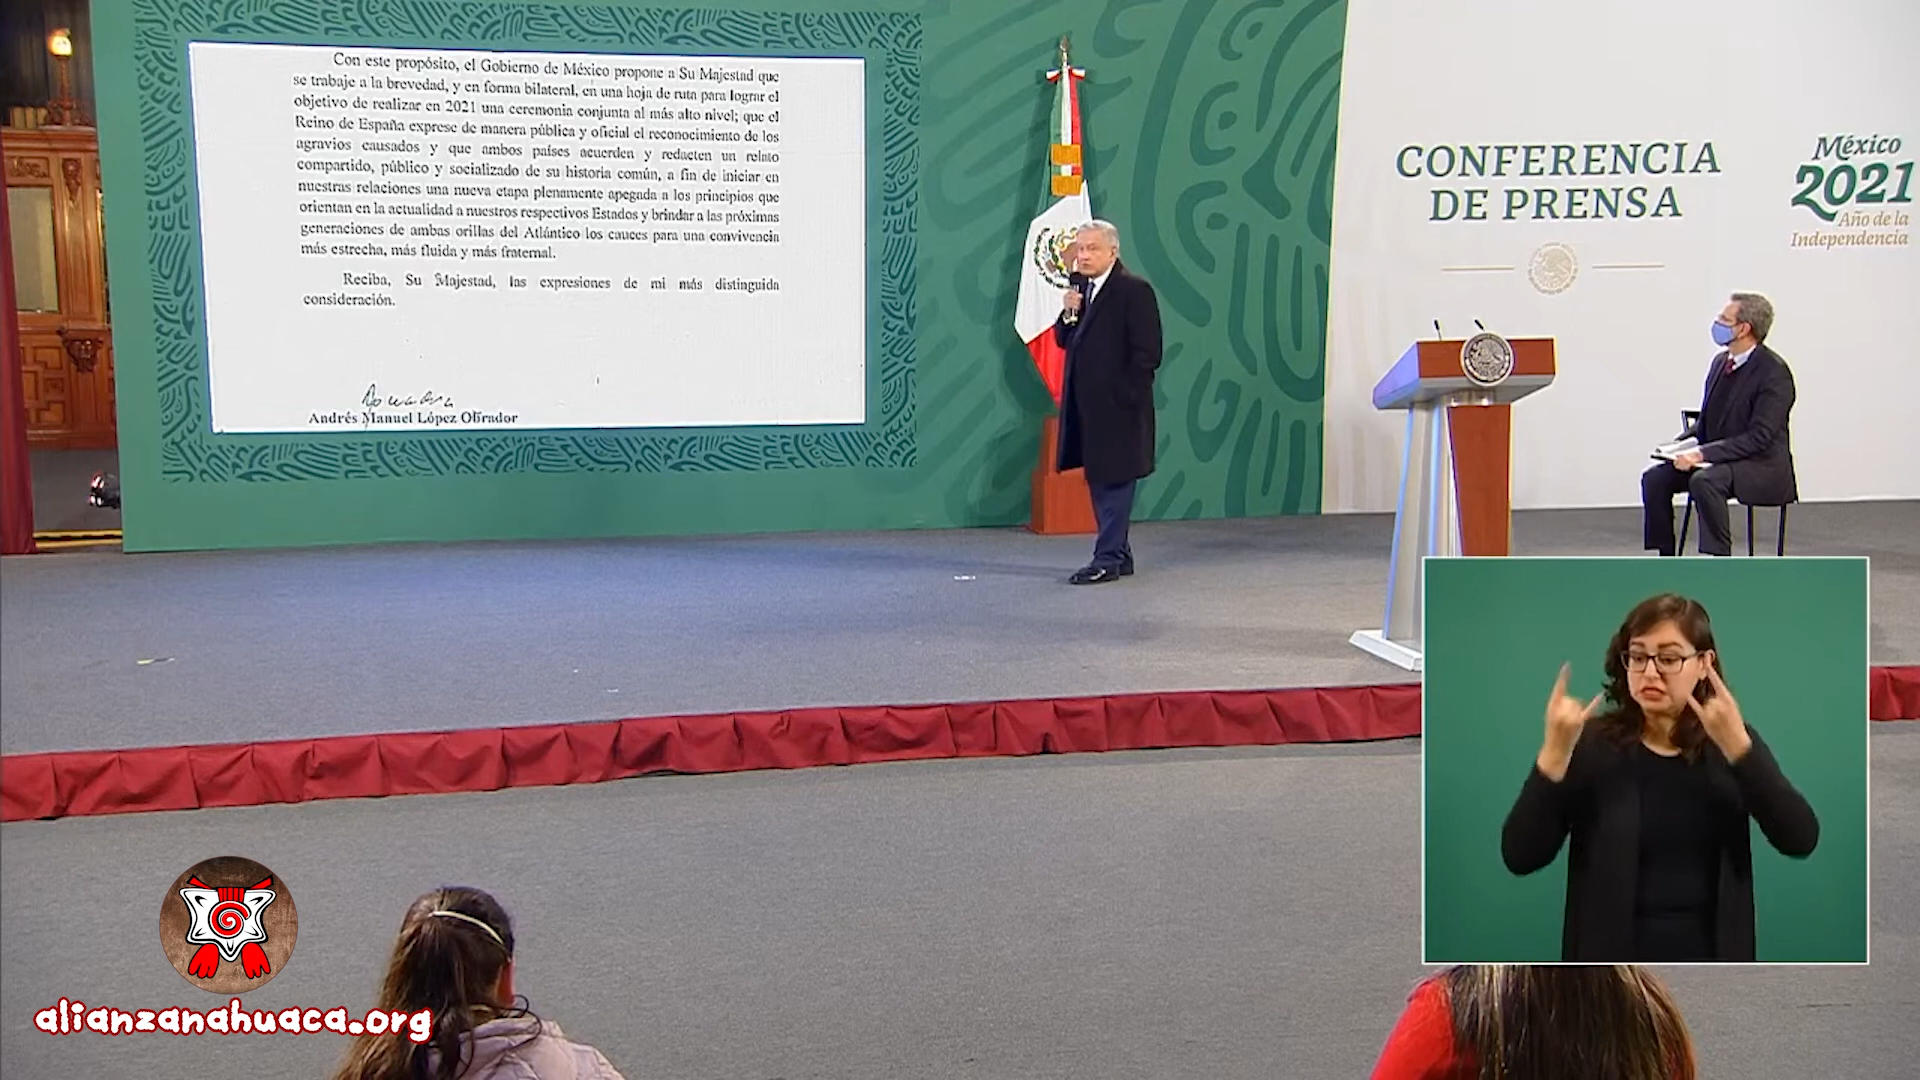 Con este propósito, el Gobierno de México propone a Su Majestad que
se trabaje a la brevedad, y en forma bilateral, en una hoja de ruta para lograr el
objetivo de realizar en 2021 una ceremonia conjunta al más alto nivel; que el
Reino de España exprese de manera pública y oficial el reconocimiento de los
agravios causados y que ambos países acuerden y redacten un relato
compartido, público y socializado de su historia común, a fin de iniciar en
nuestras relaciones una nueva etapa plenamente apegada a los principios que
orientan en la actualidad a nuestros respectivos Estados y brindar a las próximas
generaciones de ambas orillas del Atlántico los cauces para una convivencia
más estrecha, más fluida y más fraternal.
Reciba, Su Majestad, las expresiones de mi más distinguida
consideración.
Andrés Manuel López Obrador
CONFERENCIA
DE PRENSA
México
2021
Año de la
Independencia
alianzanahuaca.org